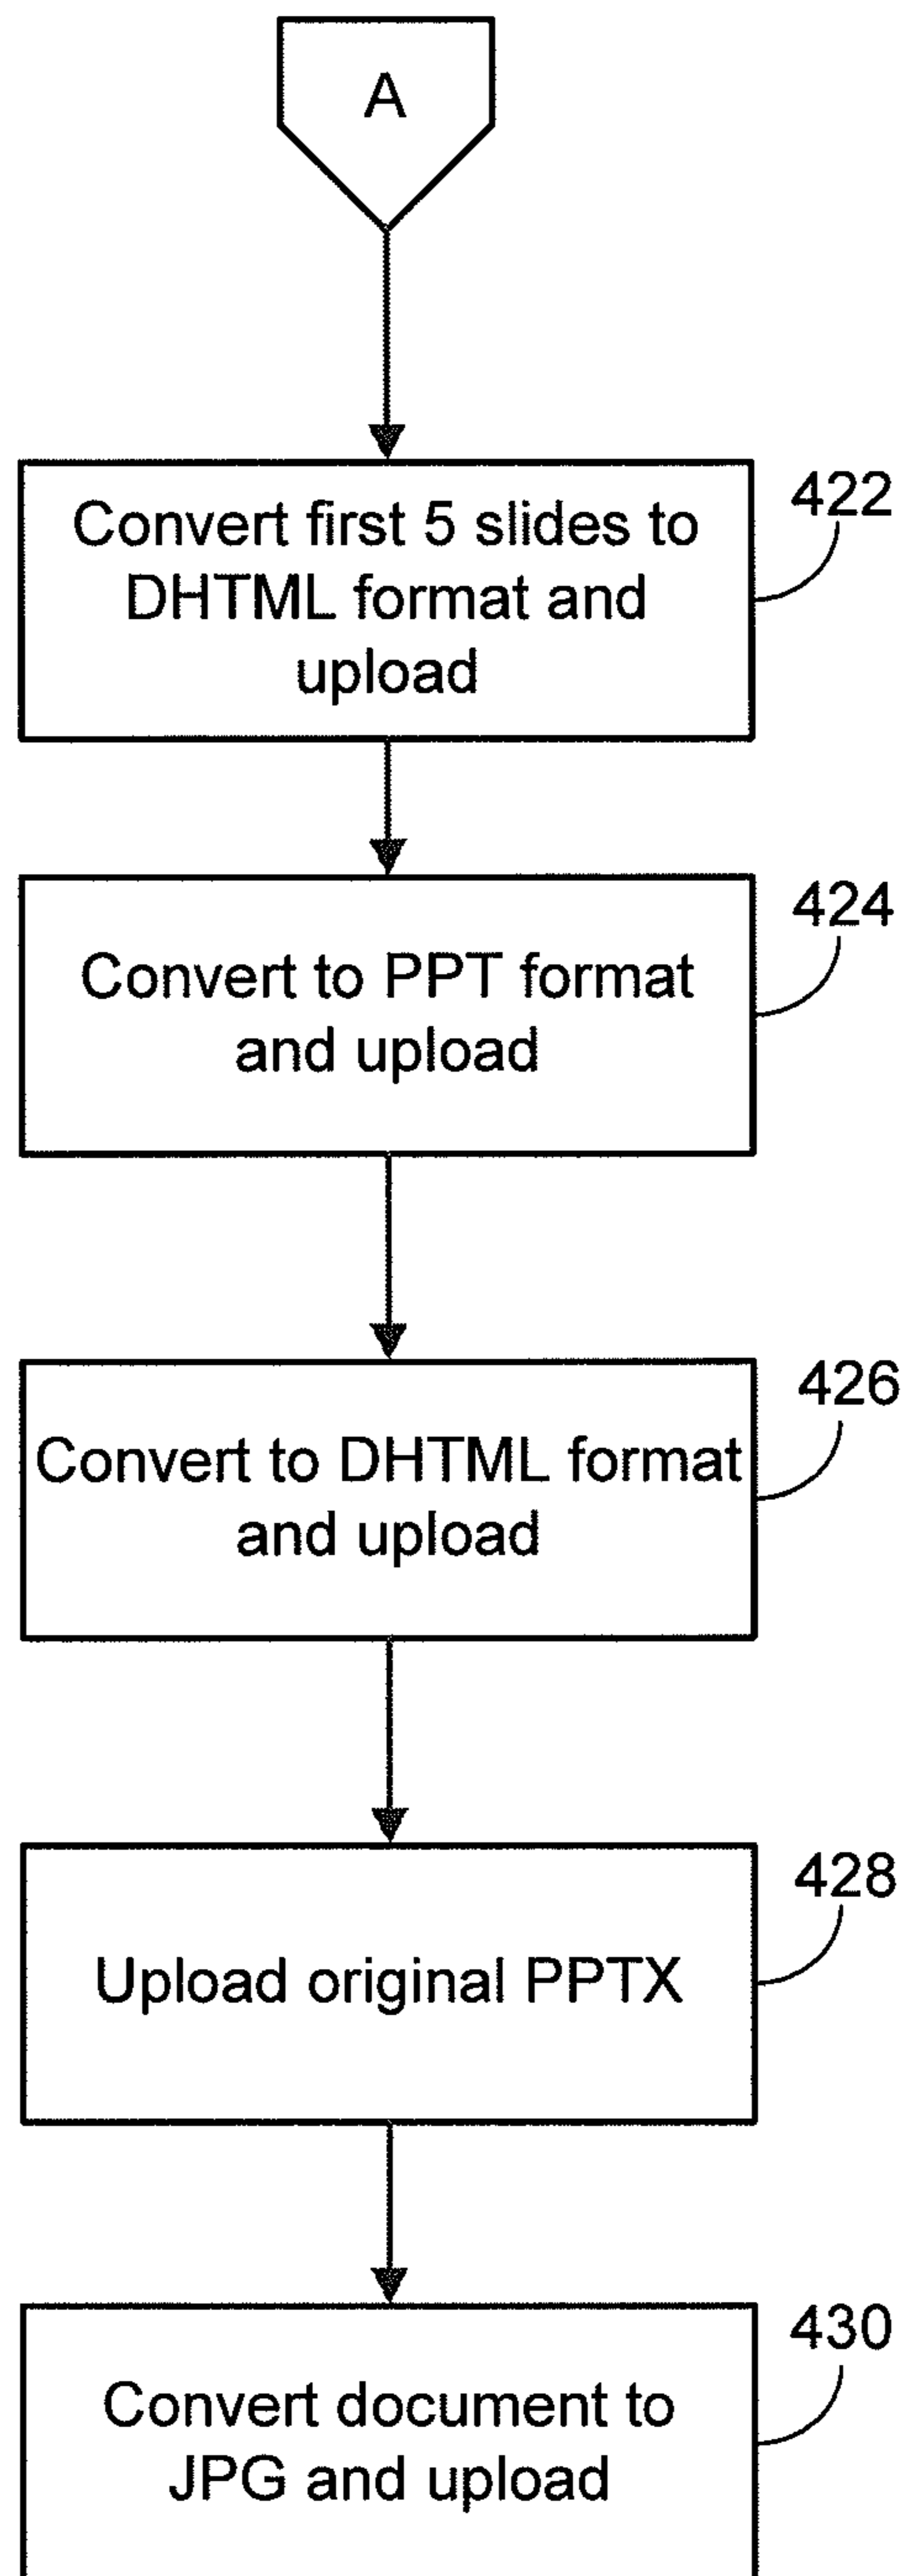 A
Convert first 5 slides to
DHTML format and
upload
422
Convert to PPT format
and upload
424
Convert to DHTML format
and upload
426
Upload original PPTX
428
Convert document to
JPG and upload
430